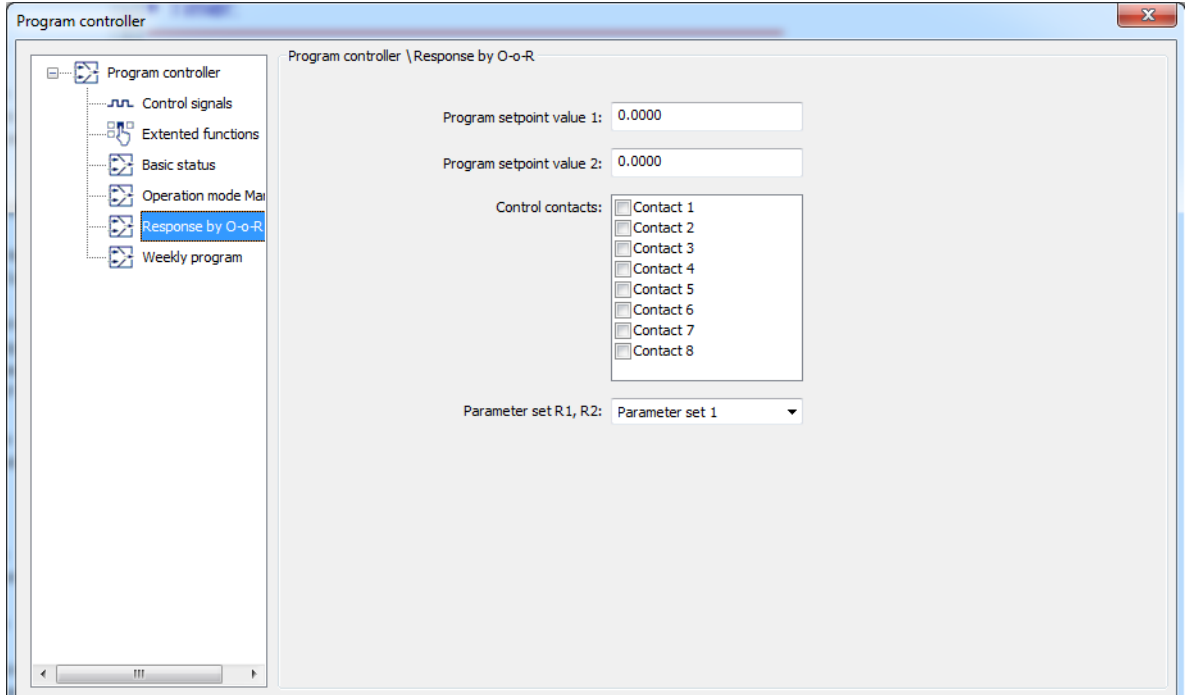 Program controller
Program controller
Control signals
Extented functions
Basic status
Operation mode Ma
Response by O-o-R
Weekly program
Program controller \Response by O-o-R
Program setpoint value 1: 0.0000
Program setpoint value 2: 0.0000
Control contacts:
Contact 1
Contact 2
Contact 3
Contact 4
Contact 5
Contact 6
Contact 7
Contact 8
Parameter set R1, R2: Parameter set 1